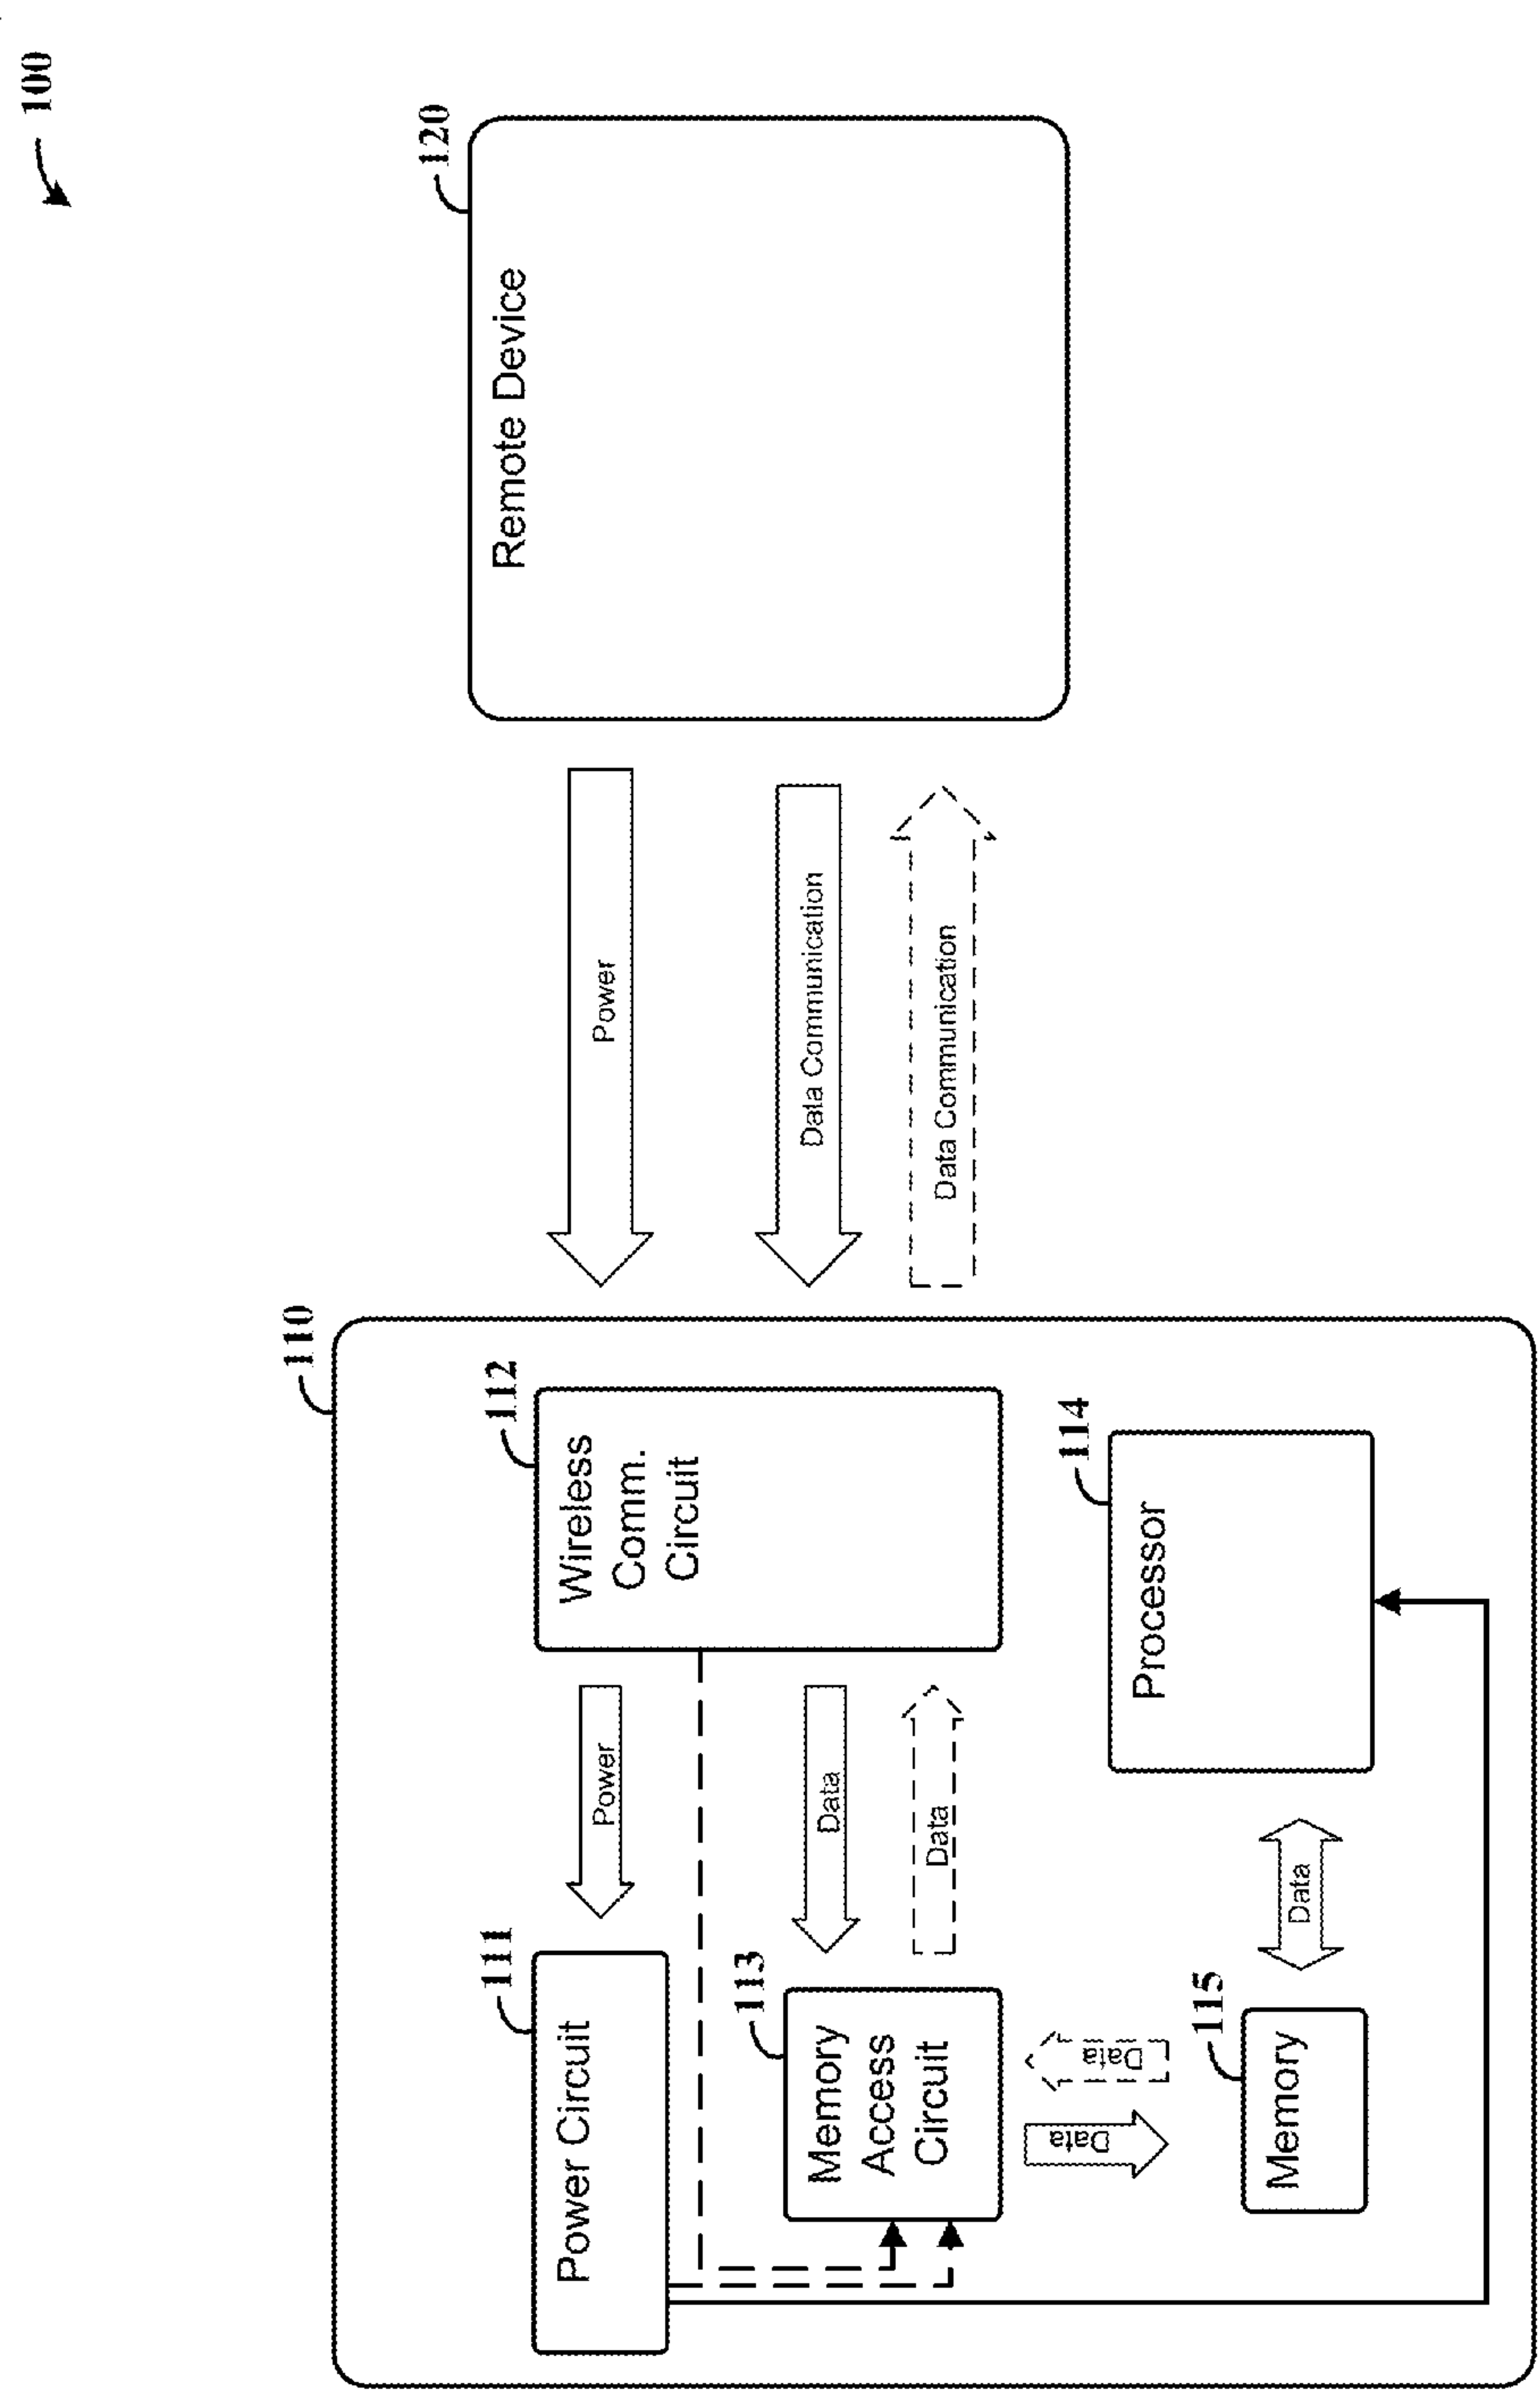 100
110
120
Power Circuit
111
Power
Wireless
Comm.
Circuit
112
Power
Remote Device
Memory
Access
Circuit
113
Data
Data
Data Communication
Data Communication
Data
Data
Memory
115
Data
Processor
114